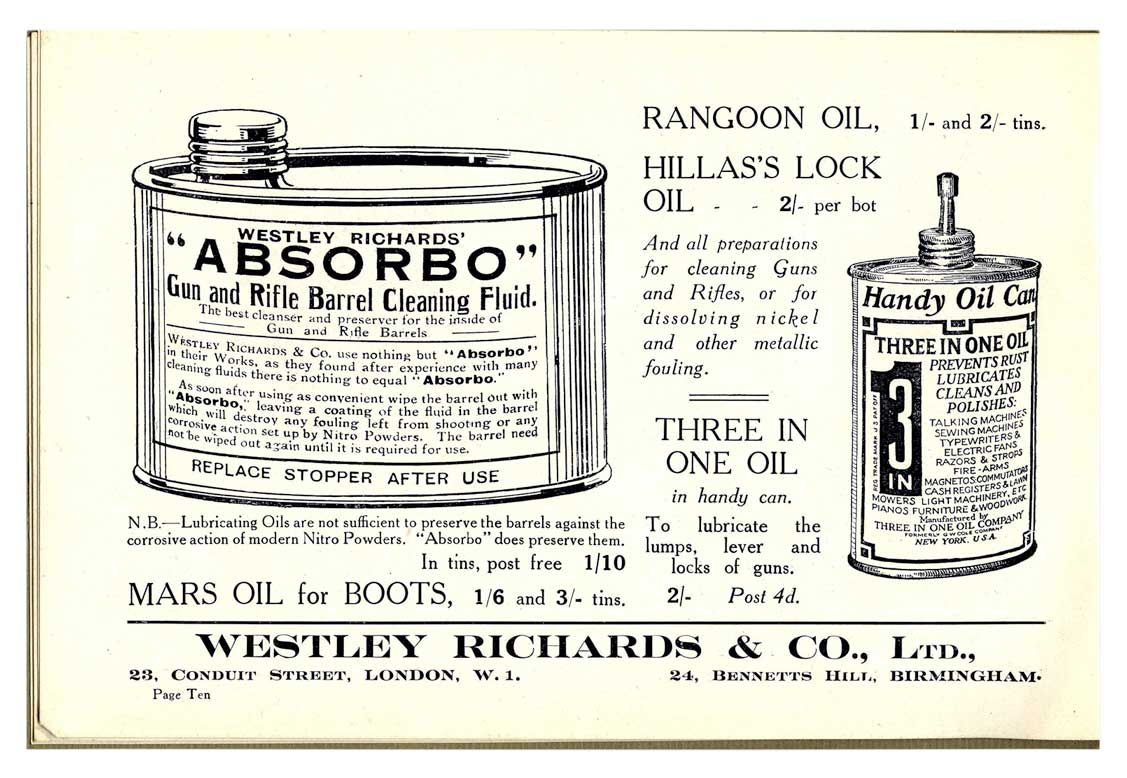 WESTLEY RICHARDS'
"ABSORBO"
Gun and Rifle Barrel Cleaning Fluid.
The best cleanser and preserver for the inside of
Gun and Rifle Barrels
WESTLEY RICHARDS & Co. use nothing but "Absorbo"
in their Works, as they found after experience with many
cleaning fluids there is nothing to equal "Absorbo."
As soon after using as convenient wipe the barrel out with
"Absorbo," leaving a coating of the fluid in the barrel
which will destroy any fouling left from shooting or any
corrosive action set up by Nitro Powders. The barrel need
not be wiped out again until it is required for use.
REPLACE STOPPER AFTER USE
N.B.—Lubricating Oils are not sufficient to preserve the barrels against the
corrosive action of modern Nitro Powders. "Absorbo" does preserve them.
In tins, post free 1/10
MARS OIL for BOOTS, 1/6 and 3/- tins.
RANGOON OIL, 1/- and 2/- tins.
HILLAS'S LOCK
OIL - - 2/- per bot
And all preparations
for cleaning Guns
and Rifles, or for
dissolving nickel
and other metallic
fouling.
THREE IN
ONE OIL
in handy can.
To lubricate the
lumps, lever and
locks of guns.
2/- Post 4d.
Handy Oil Can
THREE IN ONE OIL
3
IN
1
REG TRADE MARK U S PAT OFF
PREVENTS RUST
LUBRICATES
CLEANS AND
POLISHES:
TALKING MACHINES
SEWING MACHINES
TYPEWRITERS &
ELECTRIC FANS
RAZORS & STROPS
FIRE-ARMS
MAGNETOS: COMMUTATORS
CASH REGISTERS & LAWN
MOWERS LIGHT MACHINERY, ETC
PIANOS FURNITURE & WOODWORK
Manufactured by
THREE IN ONE OIL COMPANY
FORMERLY G W COLE COMPANY
NEW YORK. U.S.A.
WESTLEY RICHARDS & CO., LTD.,
23, CONDUIT STREET, LONDON, W. 1.
24, BENNETTS HILL, BIRMINGHAM.
Page Ten